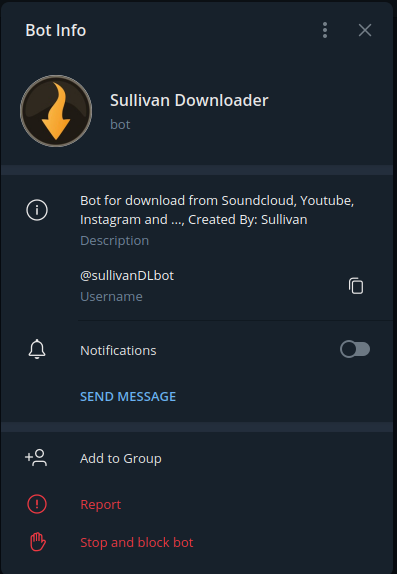 Bot Info
Sullivan Downloader
bot
Bot for download from Soundcloud, Youtube,
Instagram and ..., Created By: Sullivan
Description
@sullivanDLbot
Username
Notifications
SEND MESSAGE
Add to Group
Report
Stop and block bot